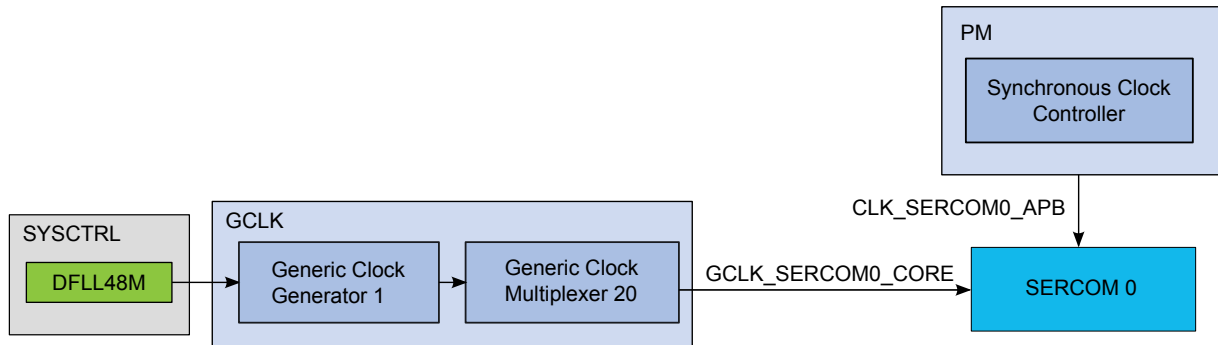 PM
Synchronous Clock
Controller
CLK_SERCOM0_APB
SYSCTRL
DFLL48M
GCLK
Generic Clock
Generator 1
Generic Clock
Multiplexer 20
GCLK_SERCOM0_CORE
SERCOM 0